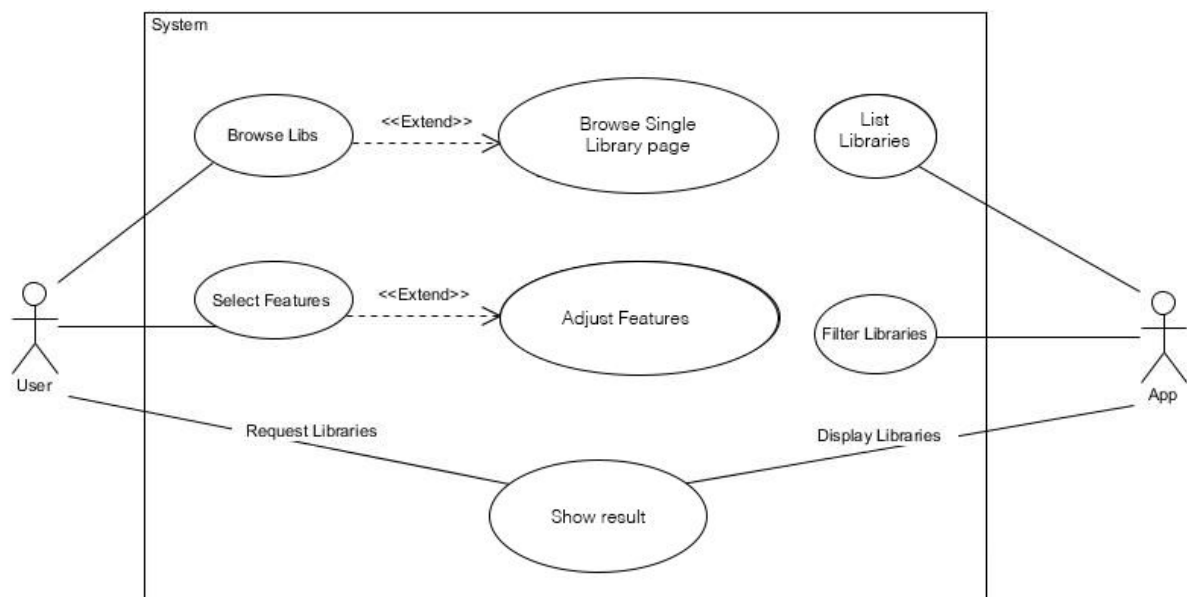 System
Browse Libs
<<Extend>>
Browse Single
Library page
List
Libraries
Select Features
<<Extend>>
Adjust Features
Filter Libraries
User
App
Request Libraries
Display Libraries
Show result